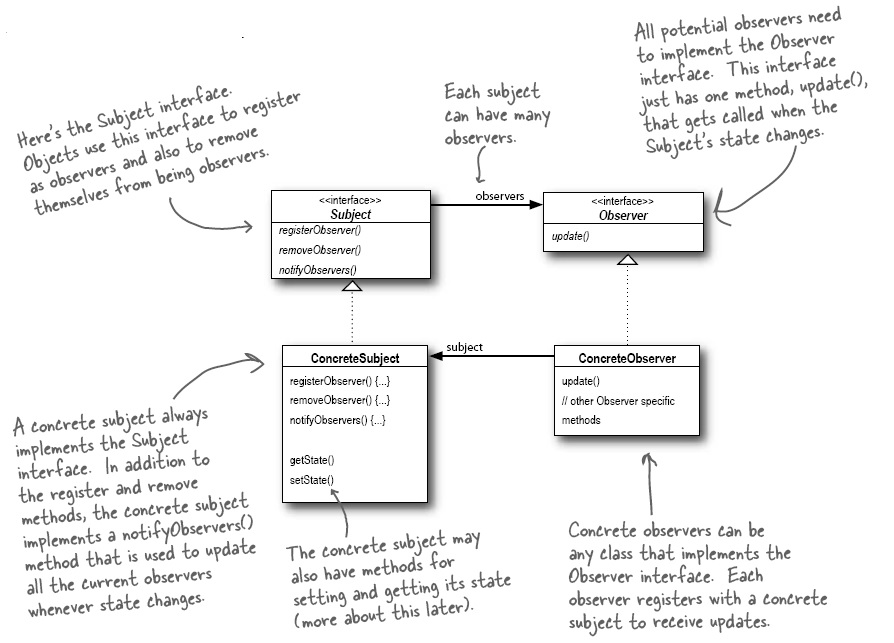 Here's the Subject interface.
Objects use this interface to register
as observers and also to remove
themselves from being observers.
Each subject
can have many
observers.
All potential observers need
to implement the Observer
interface. This interface
just has one method, update(),
that gets called when the
Subject's state changes.
<<interface>>
Subject
registerObserver()
removeObserver()
notifyObservers()
observers
<<interface>>
Observer
update()
ConcreteSubject
registerObserver() {...}
removeObserver() {...}
notifyObservers() {...}
getState()
setState()
subject
ConcreteObserver
update()
// other Observer specific
methods
A concrete subject always
implements the Subject
interface. In addition to
the register and remove
methods, the concrete subject
implements a notifyObservers()
method that is used to update
all the current observers
whenever state changes.
The concrete subject may
also have methods for
setting and getting its state
(more about this later).
Concrete observers can be
any class that implements the
Observer interface. Each
observer registers with a concrete
subject to receive updates.